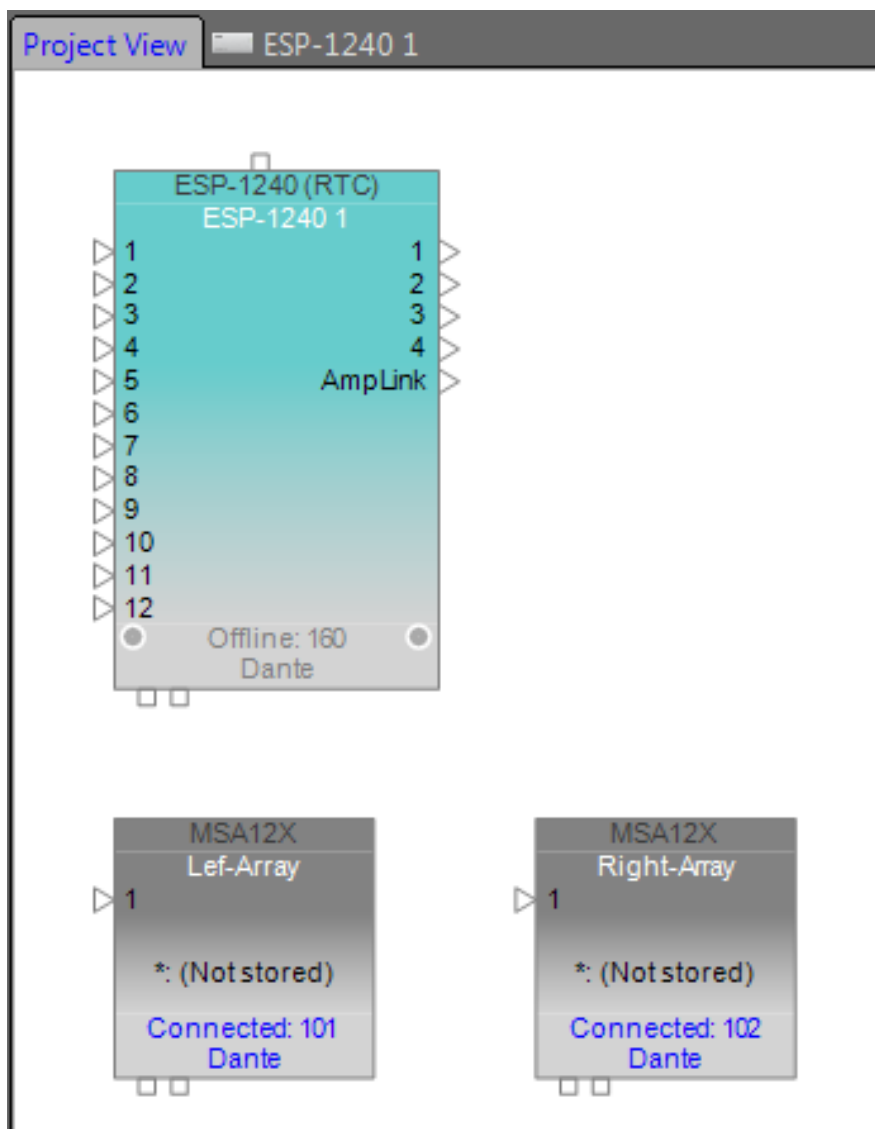 Project View ESP-1240 1
ESP-1240 (RTC)
ESP-1240 1
1 1
2 2
3 3
4 4
5 AmpLink
6
7
8
9
10
11
12
Offline: 160
Dante
MSA12X
Lef-Array
1
*: (Not stored)
Connected: 101
Dante
MSA12X
Right-Array
1
*: (Not stored)
Connected: 102
Dante